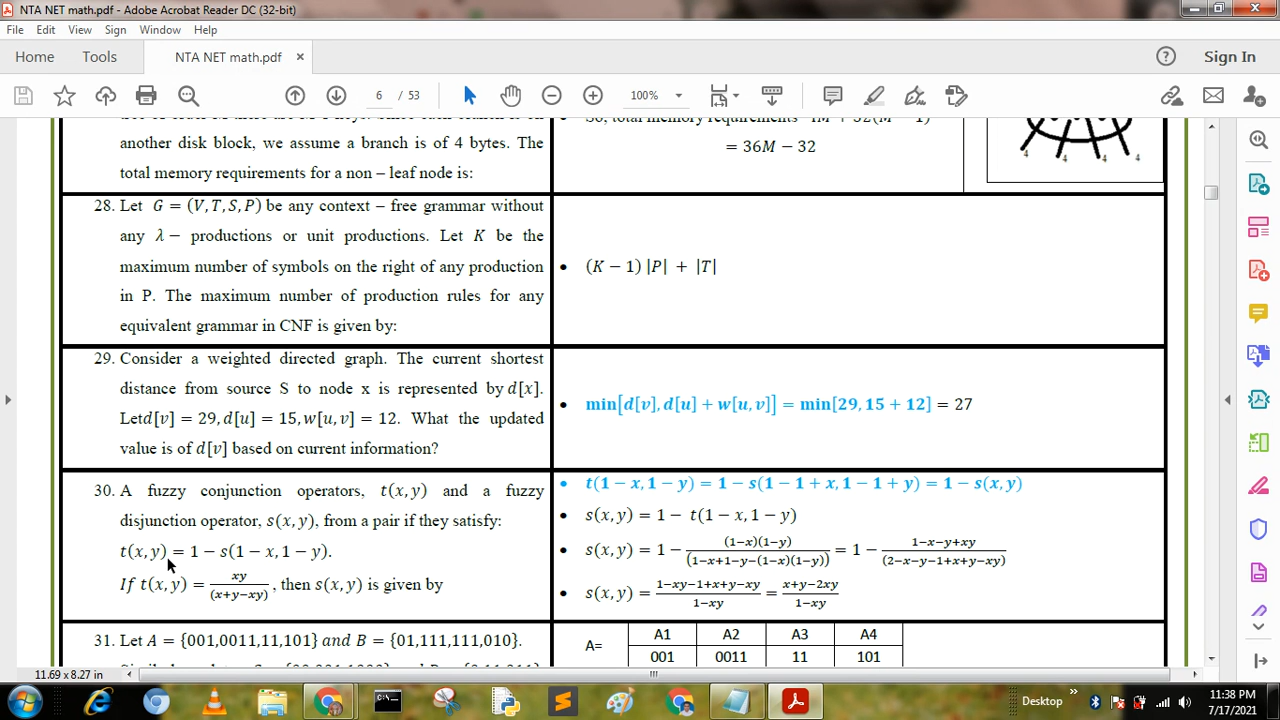 NTA NET math.pdf - Adobe Acrobat Reader DC (32-bit)
File Edit View Sign Window Help
Home Tools NTA NET math.pdf × Sign In
6 / 53 100%
another disk block, we assume a branch is of 4 bytes. The
total memory requirements for a non – leaf node is:
= 36M − 32
4 4 4 4
28. Let G = (V, T, S, P) be any context – free grammar without
any λ − productions or unit productions. Let K be the
maximum number of symbols on the right of any production
in P. The maximum number of production rules for any
equivalent grammar in CNF is given by:
• (K − 1) |P| + |T|
29. Consider a weighted directed graph. The current shortest
distance from source S to node x is represented by d[x].
Letd[v] = 29, d[u] = 15, w[u, v] = 12. What the updated
value is of d[v] based on current information?
• min[d[v], d[u] + w[u, v]] = min[29, 15 + 12] = 27
30. A fuzzy conjunction operators, t(x, y) and a fuzzy
disjunction operator, s(x, y), from a pair if they satisfy:
t(x, y) = 1 − s(1 − x, 1 − y).
If t(x, y) = xy/(x+y−xy) , then s(x, y) is given by
• t(1 − x, 1 − y) = 1 − s(1 − 1 + x, 1 − 1 + y) = 1 − s(x, y)
• s(x, y) = 1 − t(1 − x, 1 − y)
• s(x, y) = 1 − (1−x)(1−y)/(1−x+1−y−(1−x)(1−y)) = 1 − 1−x−y+xy/(2−x−y−1+x+y−xy)
• s(x, y) = 1−xy−1+x+y−xy/1−xy = x+y−2xy/1−xy
31. Let A = {001,0011,11,101} and B = {01,111,111,010}.
A= A1 A2 A3 A4
001 0011 11 101
11.69 x 8.27 in
Desktop » 11:38 PM
7/17/2021